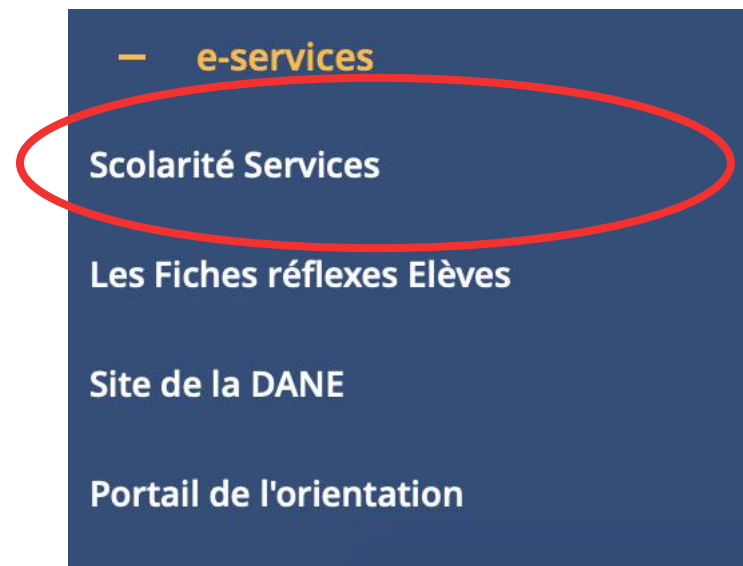 – e-services
Scolarité Services
Les Fiches réflexes Elèves
Site de la DANE
Portail de l'orientation